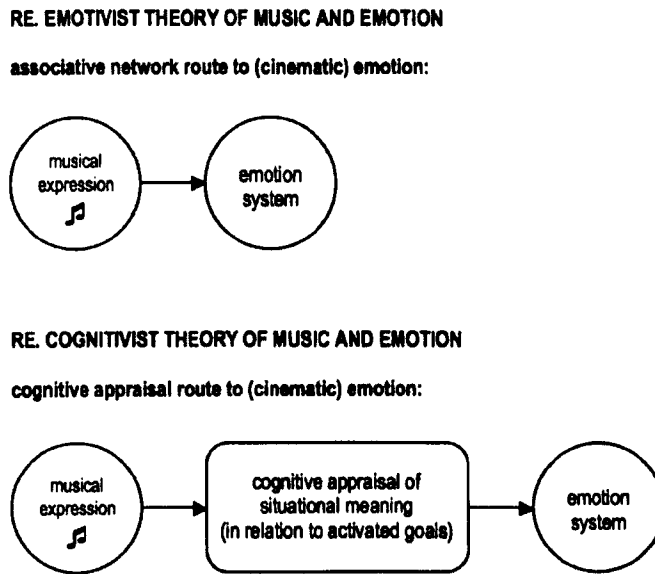 RE. EMOTIVIST THEORY OF MUSIC AND EMOTION
associative network route to (cinematic) emotion:
musical
expression
♫
emotion
system
RE. COGNITIVIST THEORY OF MUSIC AND EMOTION
cognitive appraisal route to (cinematic) emotion:
musical
expression
♫
cognitive appraisal of
situational meaning
(in relation to activated goals)
emotion
system